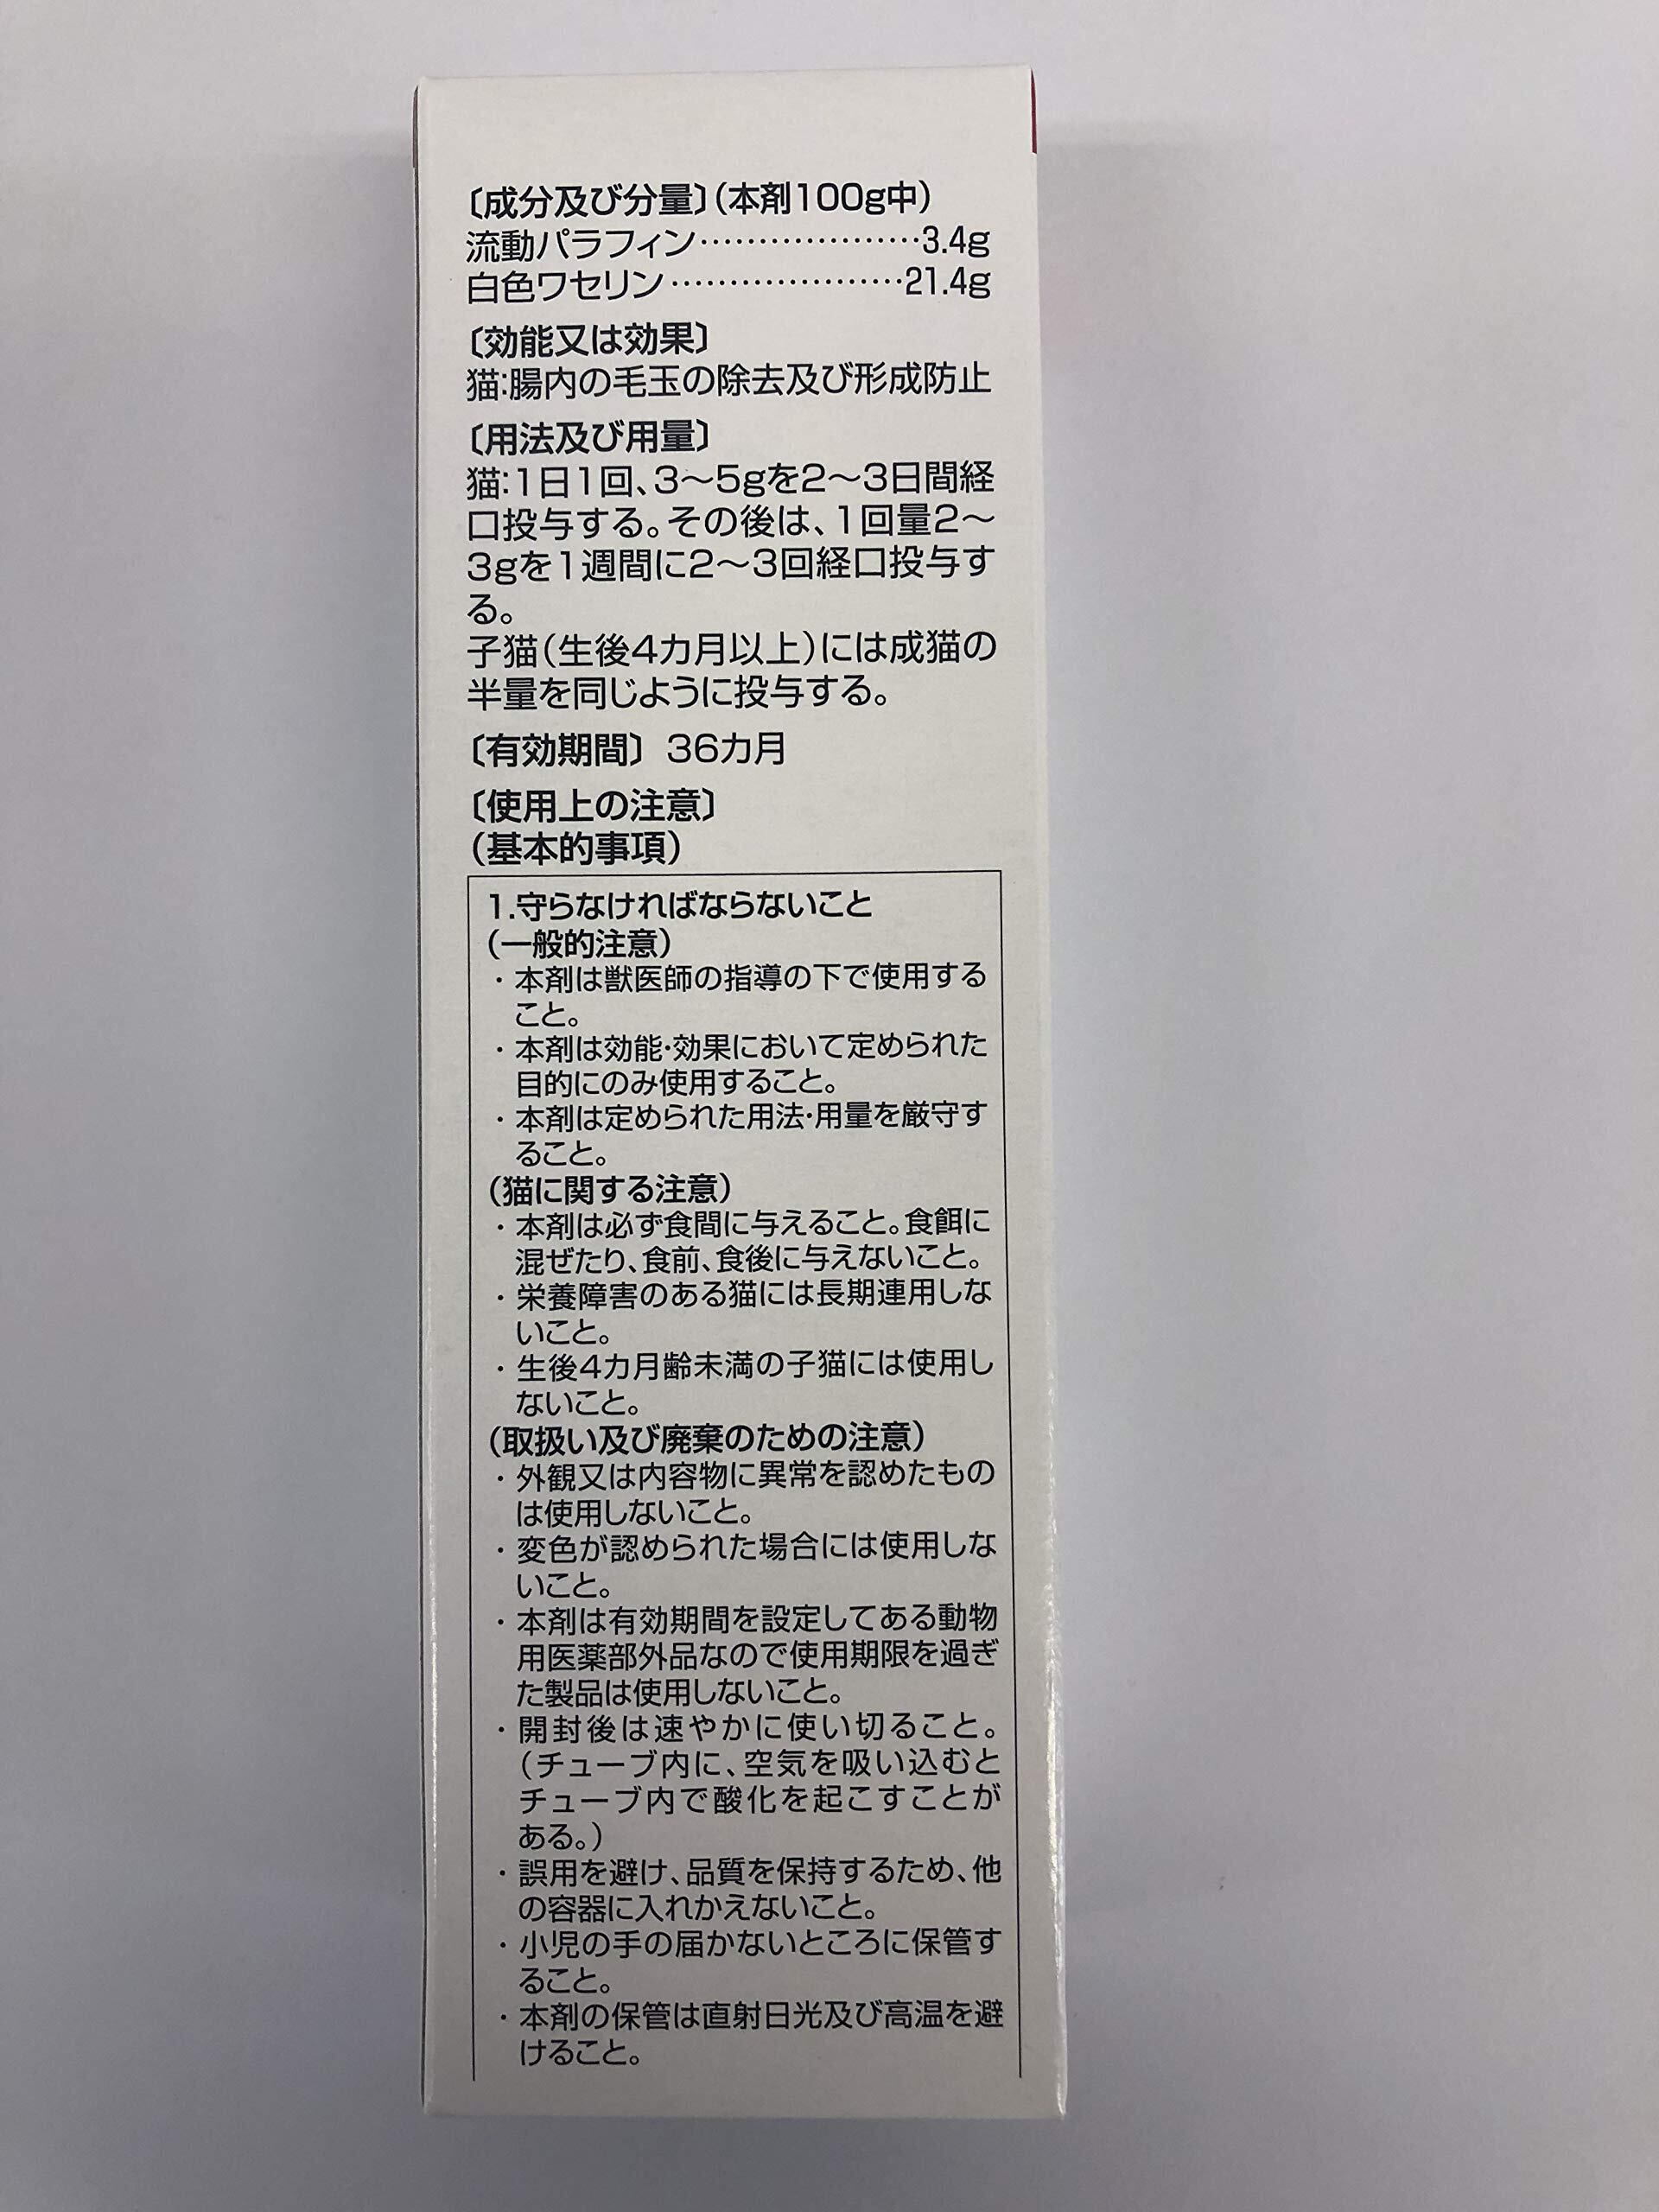 〔成分及び分量〕（本剤100g中）
流動パラフィン…………………3.4g
白色ワセリン…………………21.4g
〔効能又は効果〕
猫:腸内の毛玉の除去及び形成防止
〔用法及び用量〕
猫:1日1回、3～5gを2～3日間経
口投与する。その後は、1回量2～
3gを1週間に2～3回経口投与す
る。
子猫（生後4カ月以上）には成猫の
半量を同じように投与する。
〔有効期間〕 36カ月
〔使用上の注意〕
（基本的事項）
1.守らなければならないこと
（一般的注意）
・本剤は獣医師の指導の下で使用する
こと。
・本剤は効能・効果において定められた
目的にのみ使用すること。
・本剤は定められた用法・用量を厳守す
ること。
（猫に関する注意）
・本剤は必ず食間に与えること。食餌に
混ぜたり、食前、食後に与えないこと。
・栄養障害のある猫には長期連用しな
いこと。
・生後4カ月齢未満の子猫には使用し
ないこと。
（取扱い及び廃棄のための注意）
・外観又は内容物に異常を認めたもの
は使用しないこと。
・変色が認められた場合には使用しな
いこと。
・本剤は有効期間を設定してある動物
用医薬部外品なので使用期限を過ぎ
た製品は使用しないこと。
・開封後は速やかに使い切ること。
（チューブ内に、空気を吸い込むと
チューブ内で酸化を起こすことが
ある。）
・誤用を避け、品質を保持するため、他
の容器に入れかえないこと。
・小児の手の届かないところに保管す
ること。
・本剤の保管は直射日光及び高温を避
けること。